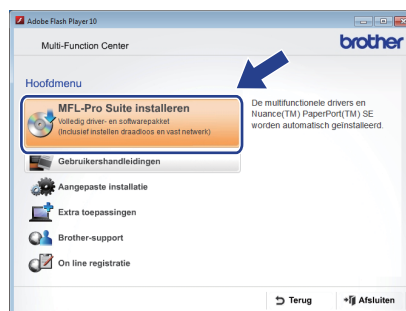 Adobe Flash Player 10
Multi-Function Center
brother
Hoofdmenu
MFL-Pro Suite installeren
Volledig driver- en softwarepakket
(Inclusief instellen draadloos en vast netwerk)
De multifunctionele drivers en
Nuance(TM) PaperPort(TM) SE
worden automatisch geïnstalleerd.
Gebruikershandleidingen
Aangepaste installatie
Extra toepassingen
Brother-support
On line registratie
Terug
Afsluiten